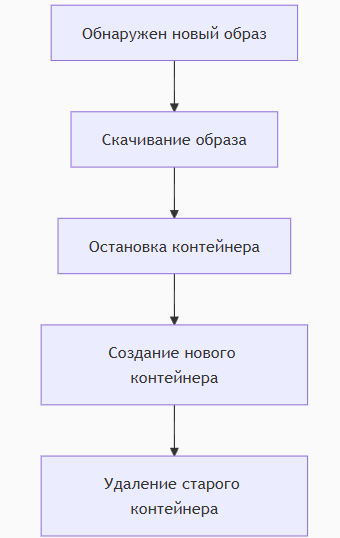 Обнаружен новый образ
Скачивание образа
Остановка контейнера
Создание нового
контейнера
Удаление старого
контейнера